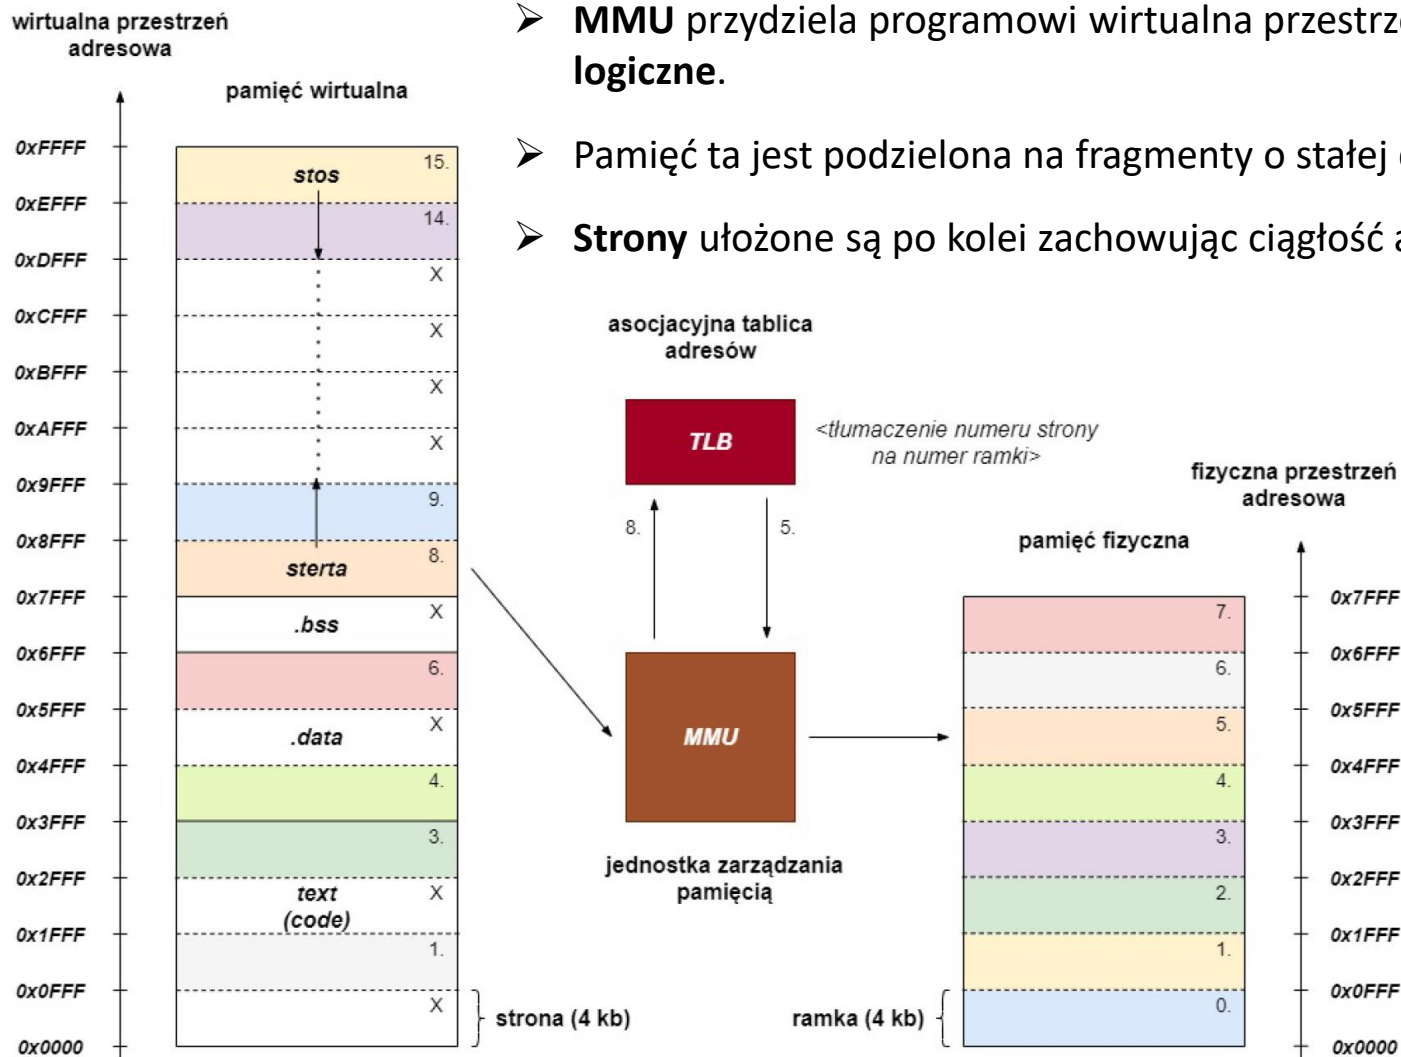 wirtualna przestrzeń
adresowa
➢ MMU przydziela programowi wirtualna
logiczne.
➢ Pamięć ta jest podzielona na fragmenty o stałej
➢ Strony ułożone są po kolei zachowując ciągłość
pamięć wirtualna
0xFFFF
0xEFFF
0xDFFF
0xCFFF
0xBFFF
0xAFFF
0x9FFF
0x8FFF
0x7FFF
0x6FFF
0x5FFF
0x4FFF
0x3FFF
0x2FFF
0x1FFF
0x0FFF
0x0000
stos 15.
14.
X
X
X
X
9.
sterta 8.
.bss X
6.
.data X
4.
3.
text X
(code)
1.
X
strona (4 kb)
asocjacyjna tablica
adresów
TLB
<tłumaczenie numeru strony
na numer ramki>
8.
5.
MMU
jednostka zarządzania
pamięcią
fizyczna przestrzeń
adresowa
pamięć fizyczna
7.
6.
5.
4.
3.
2.
1.
0.
ramka (4 kb)
0x7FFF
0x6FFF
0x5FFF
0x4FFF
0x3FFF
0x2FFF
0x1FFF
0x0FFF
0x0000